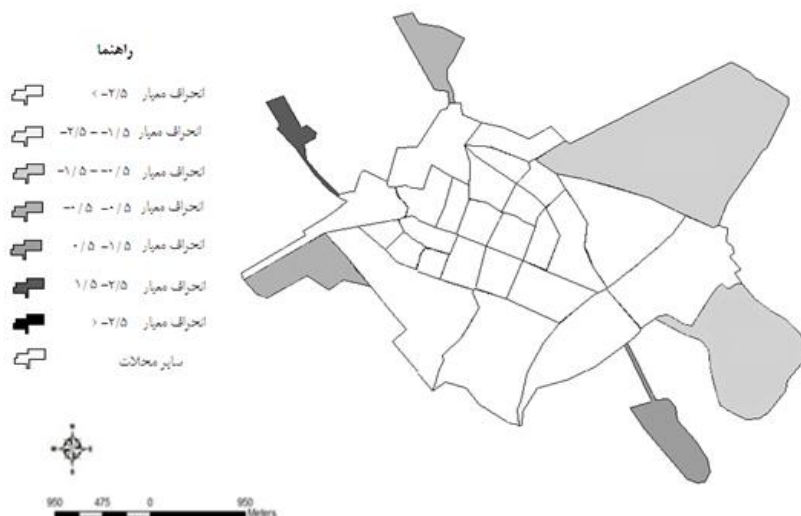 راهنما
انحراف معیار ۲/۵- >
انحراف معیار ۱/۵- – ۲/۵-
انحراف معیار ۰/۵- – ۱/۵-
انحراف معیار ۰/۵ – ۰/۵-
انحراف معیار ۱/۵ – ۰/۵
انحراف معیار ۲/۵ – ۱/۵
انحراف معیار ۲/۵- <
سایر محلات
950 475 0 950
Meters